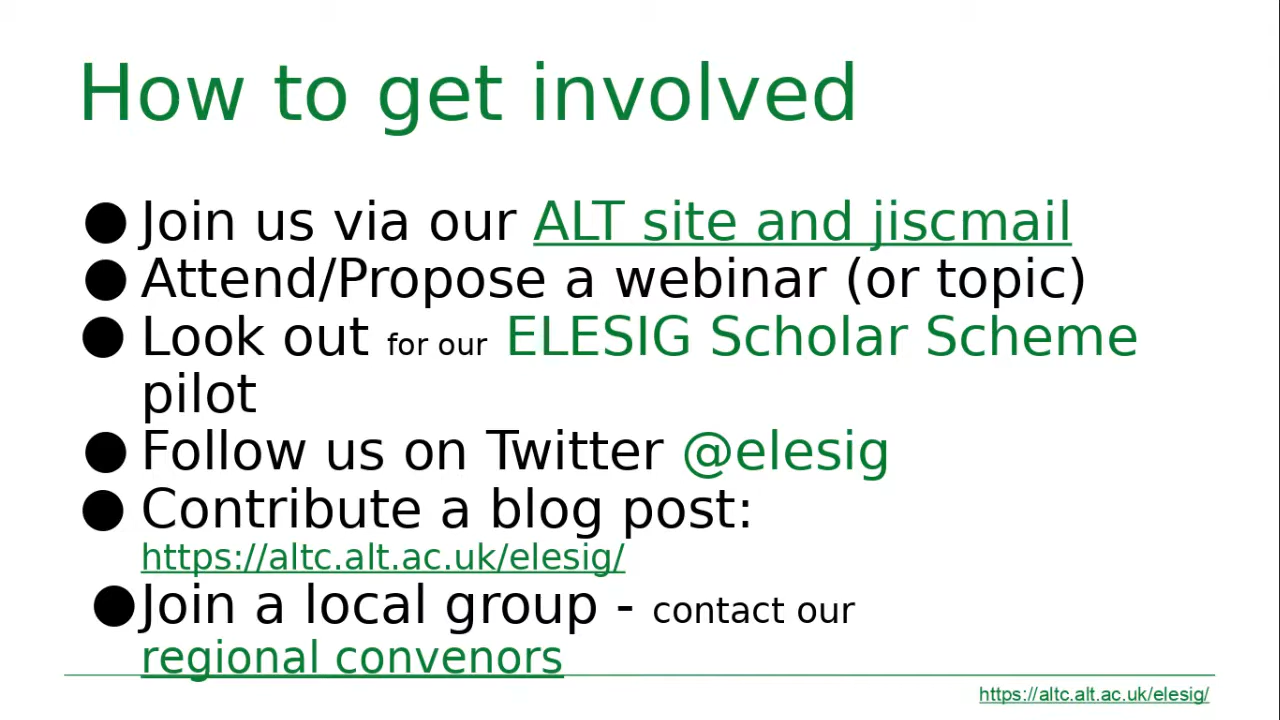 How to get involved
● Join us via our ALT site and jiscmail
● Attend/Propose a webinar (or topic)
● Look out for our ELESIG Scholar Scheme
pilot
● Follow us on Twitter @elesig
● Contribute a blog post:
https://altc.alt.ac.uk/elesig/
● Join a local group - contact our
regional convenors
https://altc.alt.ac.uk/elesig/